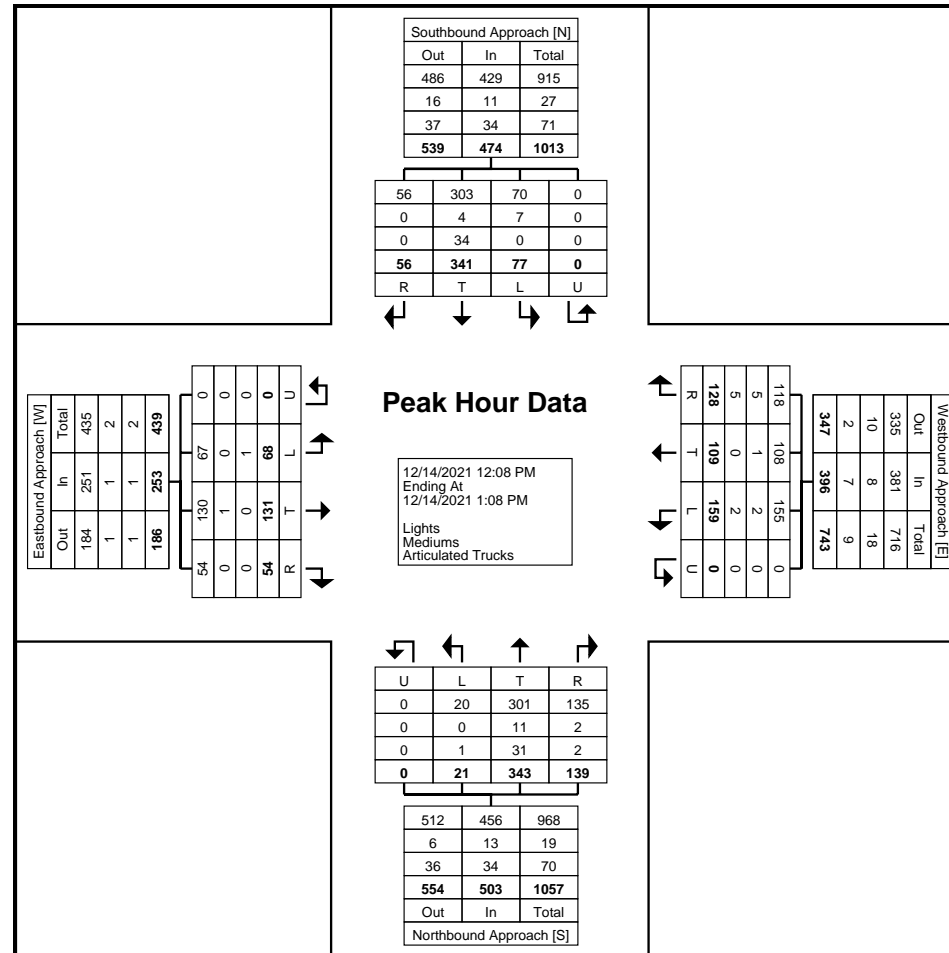 Southbound Approach [N]
Out In Total
486 429 915
16 11 27
37 34 71
539 474 1013
56 303 70 0
0 4 7 0
0 34 0 0
56 341 77 0
R T L U
Eastbound Approach [W]
Total In Out
435 251 184
2 1 1
2 1 1
439 253 186
0 0 0 0 U
67 0 1 68 L
130 1 0 131 T
54 0 0 54 R
Peak Hour Data
12/14/2021 12:08 PM
Ending At
12/14/2021 1:08 PM
Lights
Mediums
Articulated Trucks
R 128 5 5 118
T 109 0 1 108
L 159 2 2 155
U 0 0 0 0
Westbound Approach [E]
Out In Total
335 381 716
10 8 18
2 7 9
347 396 743
U L T R
0 20 301 135
0 0 11 2
0 1 31 2
0 21 343 139
512 456 968
6 13 19
36 34 70
554 503 1057
Out In Total
Northbound Approach [S]